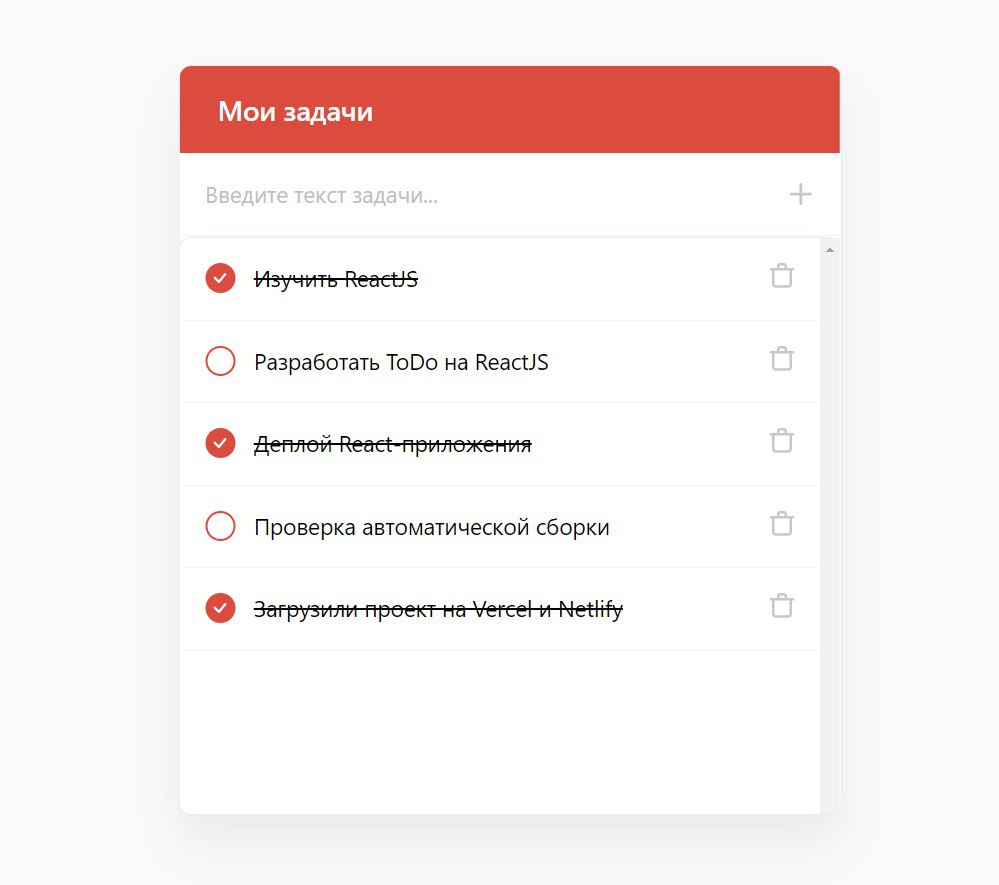 Мои задачи
Введите текст задачи...
Изучить ReactJS
Разработать ToDo на ReactJS
Деплой React-приложения
Проверка автоматической сборки
Загрузили проект на Vercel и Netlify